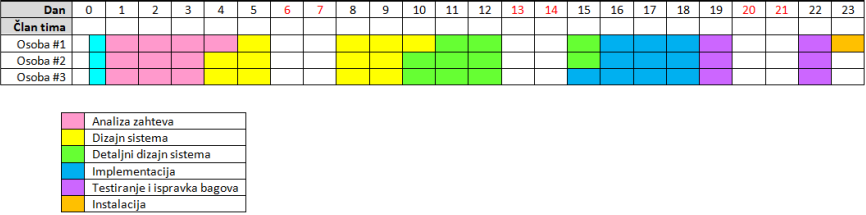 Dan 0 1 2 3 4 5 6 7 8 9 10 11 12 13 14 15 16 17 18 19 20 21 22 23
Član tima
Osoba #1
Osoba #2
Osoba #3
Analiza zahteva
Dizajn sistema
Detaljni dizajn sistema
Implementacija
Testiranje i ispravka bagova
Instalacija